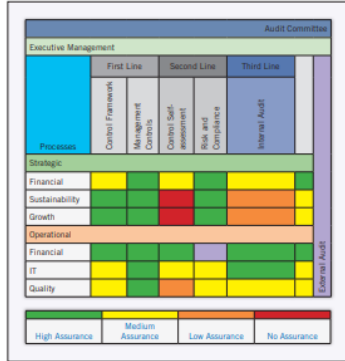 Audit Committee
Executive Management
First Line Second Line Third Line
Processes
Control Framework
Management
Controls
Control Self-
assessment
Risk and
Compliance
Internal Audit
External Audit
Strategic
Financial
Sustainability
Growth
Operational
Financial
IT
Quality
High Assurance
Medium
Assurance
Low Assurance
No Assurance